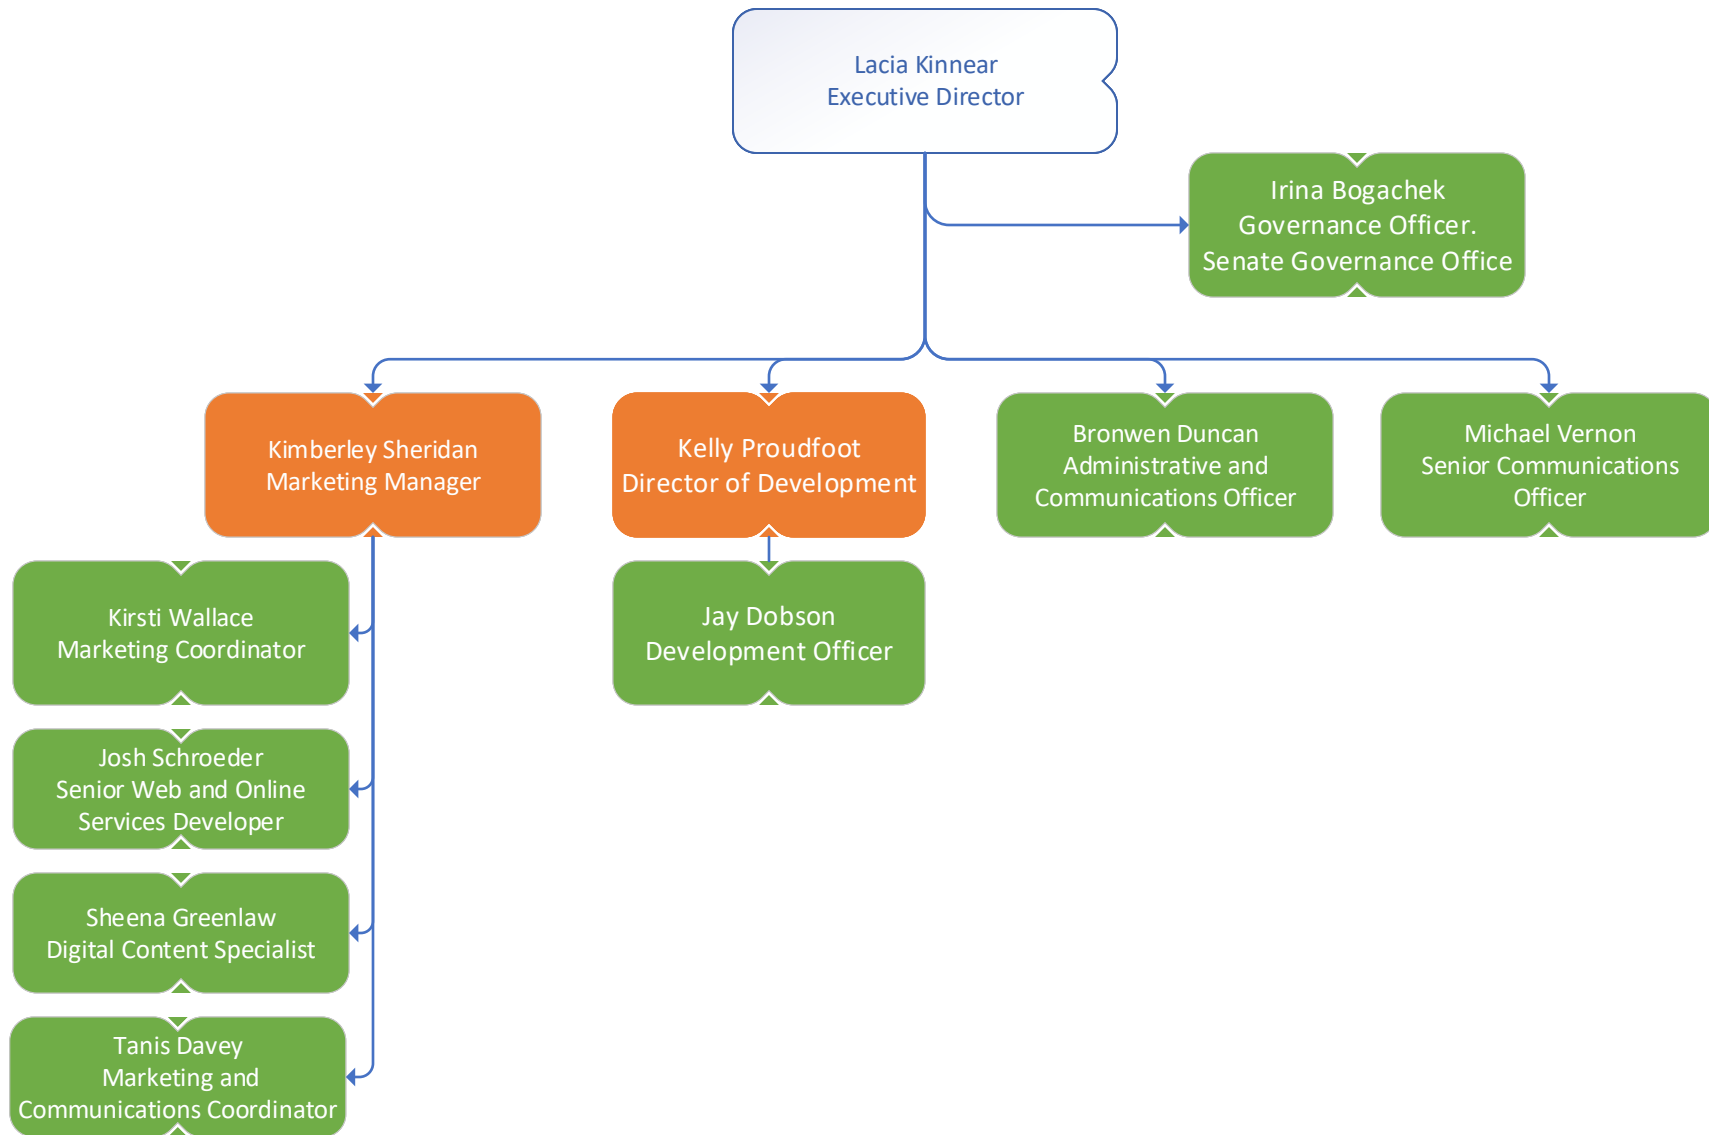 Lacia Kinnear
Executive Director
Irina Bogachek
Governance Officer.
Senate Governance Office
Kimberley Sheridan
Marketing Manager
Kelly Proudfoot
Director of Development
Bronwen Duncan
Administrative and
Communications Officer
Michael Vernon
Senior Communications
Officer
Kirsti Wallace
Marketing Coordinator
Jay Dobson
Development Officer
Josh Schroeder
Senior Web and Online
Services Developer
Sheena Greenlaw
Digital Content Specialist
Tanis Davey
Marketing and
Communications Coordinator